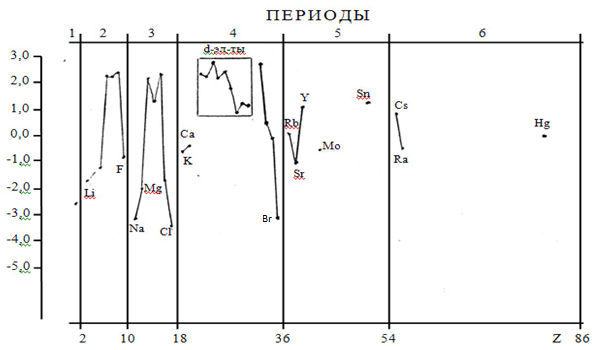 ПЕРИОДЫ
1 2 3 4 5 6
d-эл-ты
3,0
2,0
1,0
0,0
-1,0
-2,0
-3,0
-4,0
-5,0
Li
F
Na
Mg
Cl
Ca
K
Br
Rb
Y
Sr
Mo
Sn
Cs
Ra
Hg
2 10 18 36 54 Z 86